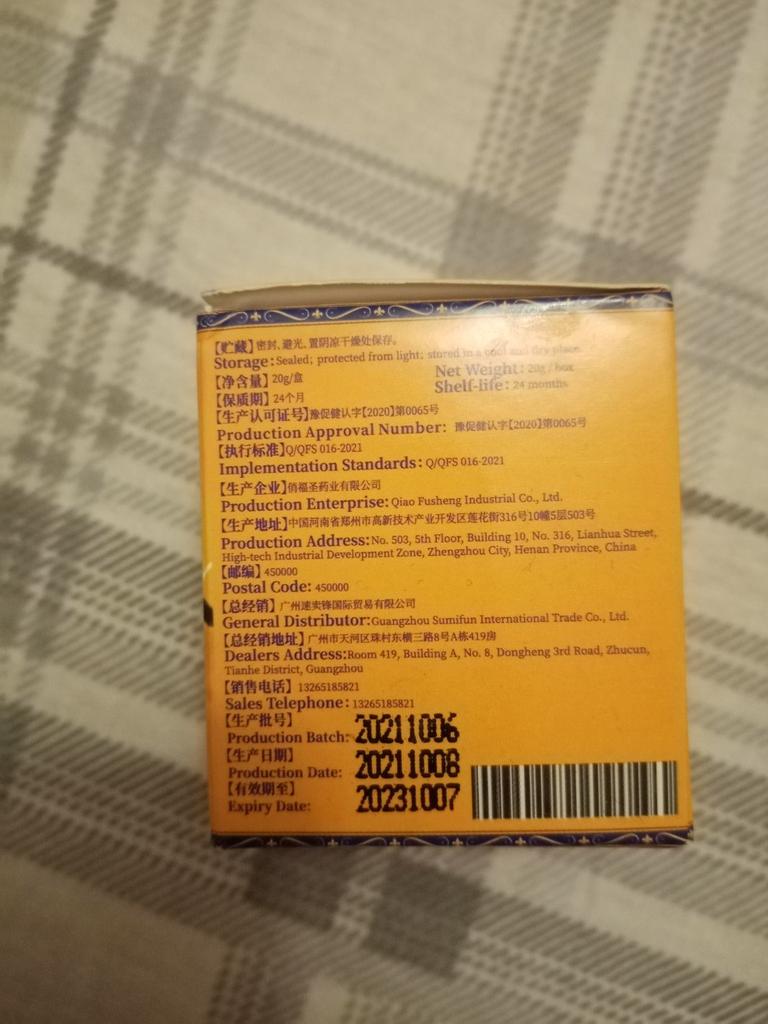 【贮藏】密封、避光、置阴凉干燥处保存。
Storage: Sealed; protected from light; stored in a cool and dry place.
【净含量】20g/盒
Net Weight: 20g / box
【保质期】24个月
Shelf-life: 24 months
【生产认可证号】豫促健认字【2020】第0065号
Production Approval Number: 豫促健认字【2020】第0065号
【执行标准】Q/QFS 016-2021
Implementation Standards: Q/QFS 016-2021
【生产企业】俏福圣药业有限公司
Production Enterprise: Qiao Fusheng Industrial Co., Ltd.
【生产地址】中国河南省郑州市高新技术产业开发区莲花街316号10幢5层503号
Production Address: No. 503, 5th Floor, Building 10, No. 316, Lianhua Street,
High-tech Industrial Development Zone, Zhengzhou City, Henan Province, China
【邮编】450000
Postal Code: 450000
【总经销】广州速卖锋国际贸易有限公司
General Distributor: Guangzhou Sumifun International Trade Co., Ltd.
【总经销地址】广州市天河区珠村东横三路8号A栋419房
Dealers Address: Room 419, Building A, No. 8, Dongheng 3rd Road, Zhucun,
Tianhe District, Guangzhou
【销售电话】13265185821
Sales Telephone: 13265185821
【生产批号】
Production Batch: 20211006
【生产日期】
Production Date: 20211008
【有效期至】
Expiry Date: 20231007